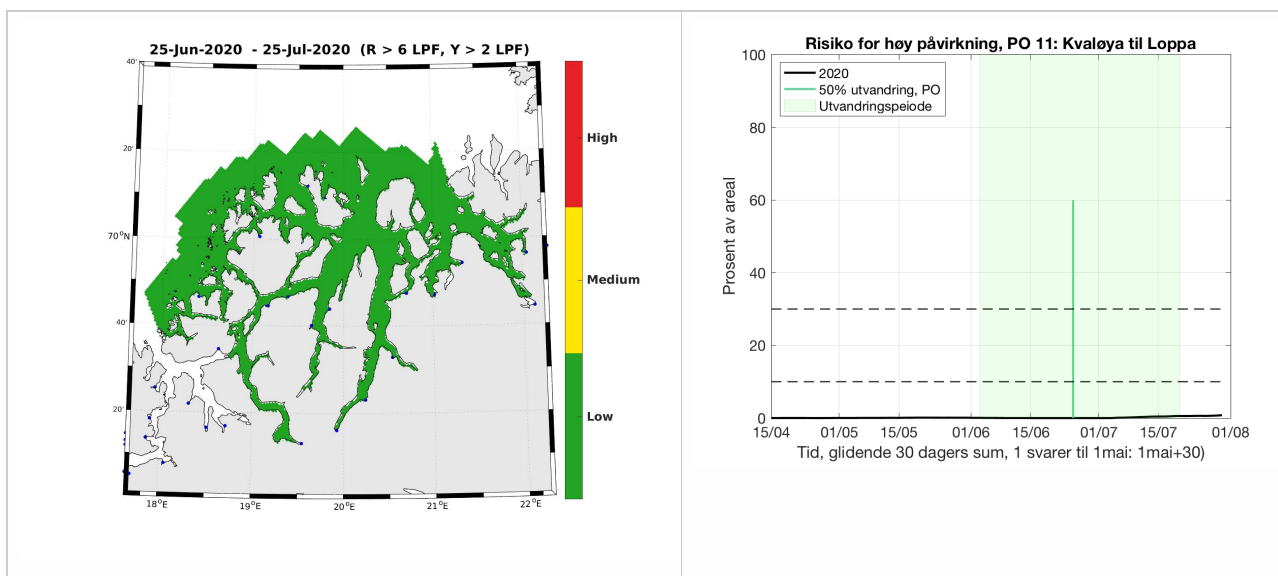 25-Jun-2020 - 25-Jul-2020 (R > 6 LPF, Y > 2 LPF)
40'
20'
70°N
40'
20'
18°E
19°E
20°E
21°E
22°E
High
Medium
Low
Risiko for høy påvirkning, PO 11: Kvaløya til Loppa
2020
50% utvandring, PO
Utvandringspeiode
Prosent av areal
100
80
60
40
20
0
15/04
01/05
15/05
01/06
15/06
01/07
15/07
01/08
Tid, glidende 30 dagers sum, 1 svarer til 1mai: 1mai+30)